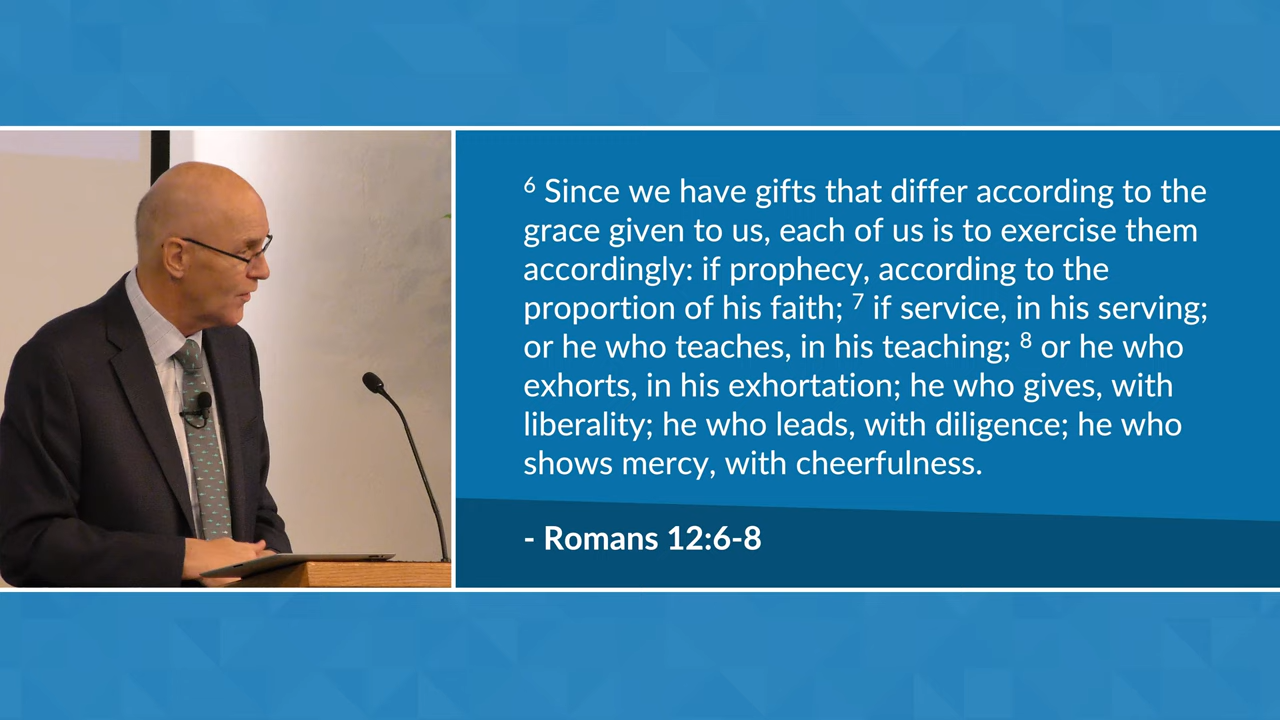 ⁶ Since we have gifts that differ according to the
grace given to us, each of us is to exercise them
accordingly: if prophecy, according to the
proportion of his faith; ⁷ if service, in his serving;
or he who teaches, in his teaching; ⁸ or he who
exhorts, in his exhortation; he who gives, with
liberality; he who leads, with diligence; he who
shows mercy, with cheerfulness.
- Romans 12:6-8